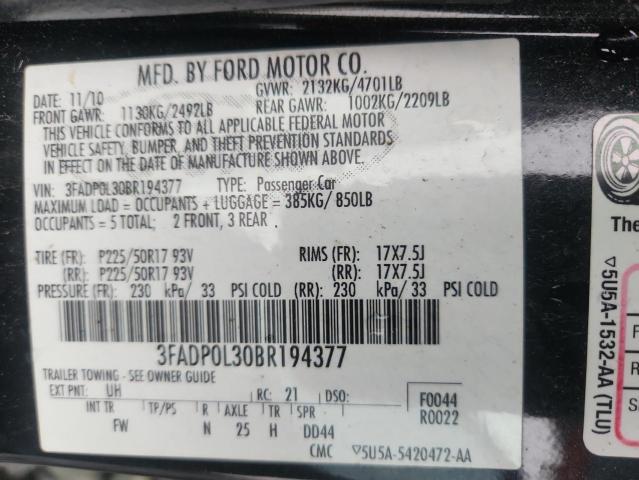 MFD. BY FORD MOTOR CO.
DATE: 11/10 GVWR: 2132KG/4701LB
FRONT GAWR: 1130KG/2492LB REAR GAWR: 1002KG/2209LB
THIS VEHICLE CONFORMS TO ALL APPLICABLE FEDERAL MOTOR
VEHICLE SAFETY, BUMPER, AND THEFT PREVENTION STANDARDS
IN EFFECT ON THE DATE OF MANUFACTURE SHOWN ABOVE.
VIN: 3FADP0L30BR194377 TYPE: Passenger Car
MAXIMUM LOAD = OCCUPANTS + LUGGAGE = 385KG/ 850LB
OCCUPANTS = 5 TOTAL; 2 FRONT, 3 REAR .
TIRE (FR): P225/50R17 93V RIMS (FR): 17X7.5J
(RR): P225/50R17 93V (RR): 17X7.5J
PRESSURE (FR): 230 kPa/ 33 PSI COLD (RR): 230 kPa/ 33 PSI COLD
3FADP0L30BR194377
TRAILER TOWING - SEE OWNER GUIDE
EXT PNT: UH RC: 21 DSO: F0044
INT TR TP/PS R AXLE TR SPR R0022
FW N 25 H DD44
CMC ▽5U5A-5420472-AA
▽5U5A-1532-AA (TLU)
F
R
S